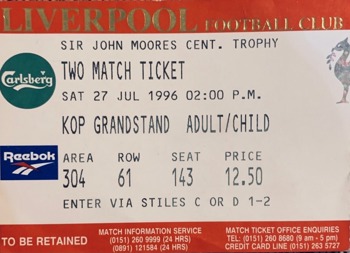 LIVERPOOL FOOTBALL CLUB
SIR JOHN MOORES CENT. TROPHY
Carlsberg
TWO MATCH TICKET
SAT 27 JUL 1996 02:00 P.M.
KOP GRANDSTAND ADULT/CHILD
Reebok
AREA ROW SEAT PRICE
304 61 143 12.50
ENTER VIA STILES C OR D 1-2
TO BE RETAINED
MATCH INFORMATION SERVICE
(0151) 260 9999 (24 HRS)
(0891) 121584 (24 HRS)
MATCH TICKET OFFICE ENQUIRIES
TEL: (0151) 260 8680 (9 am - 5 pm)
CREDIT CARD LINE (0151) 263 5727